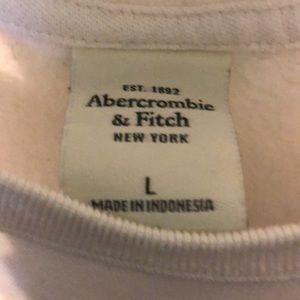 EST. 1892
Abercrombie
& Fitch
NEW YORK
L
MADE IN INDONESIA